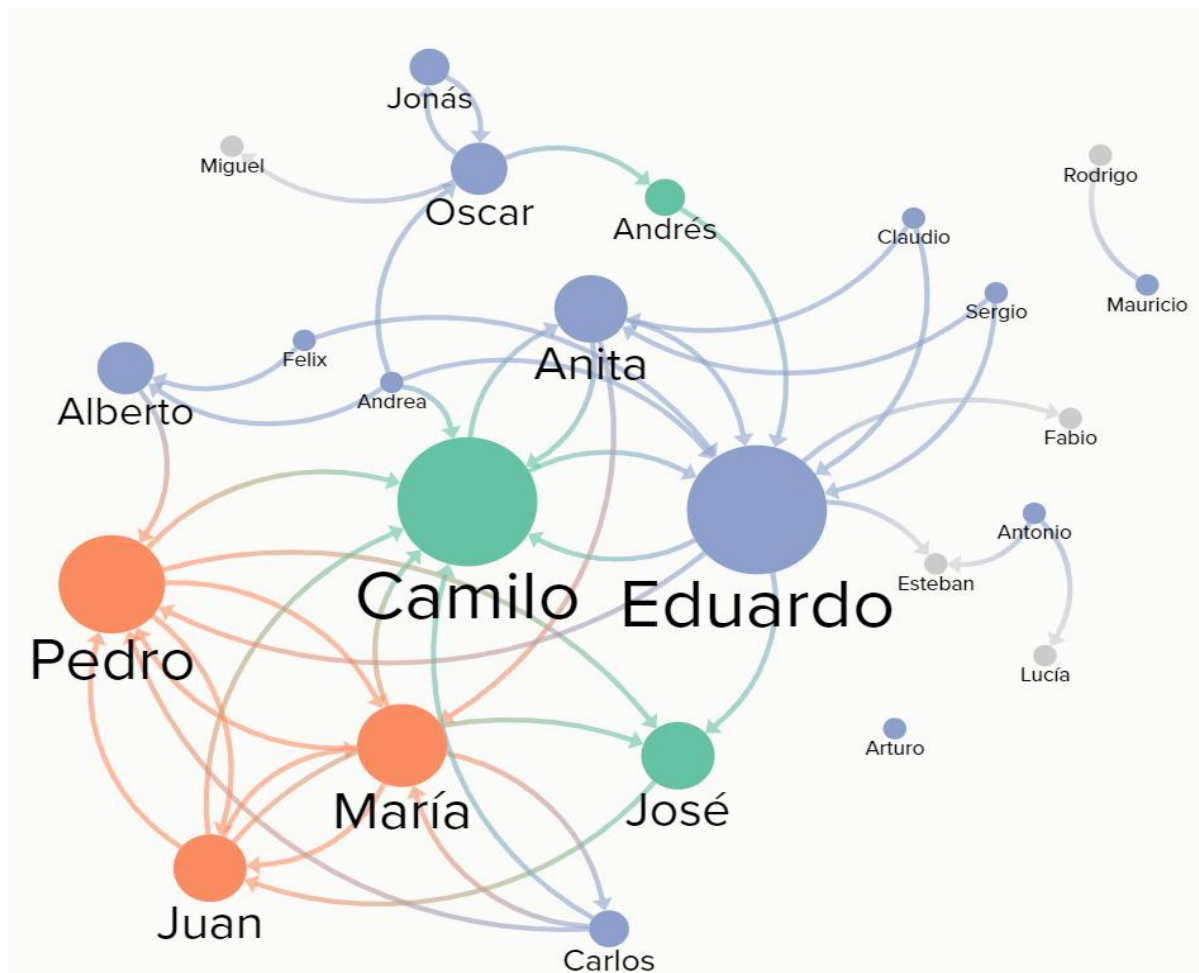 Jonás
Miguel
Rodrigo
Oscar
Andrés
Claudio
Mauricio
Sergio
Felix
Anita
Alberto
Andrea
Fabio
Antonio
Esteban
Camilo
Eduardo
Pedro
Lucía
Arturo
María
José
Juan
Carlos